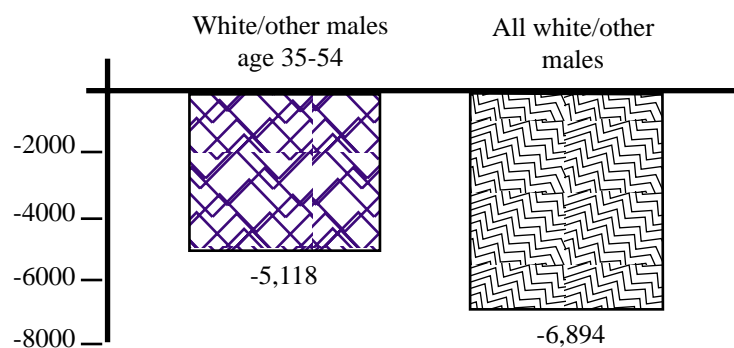 White/other males
age 35-54
All white/other
males
-2000
-4000
-6000
-8000
-5,118
-6,894